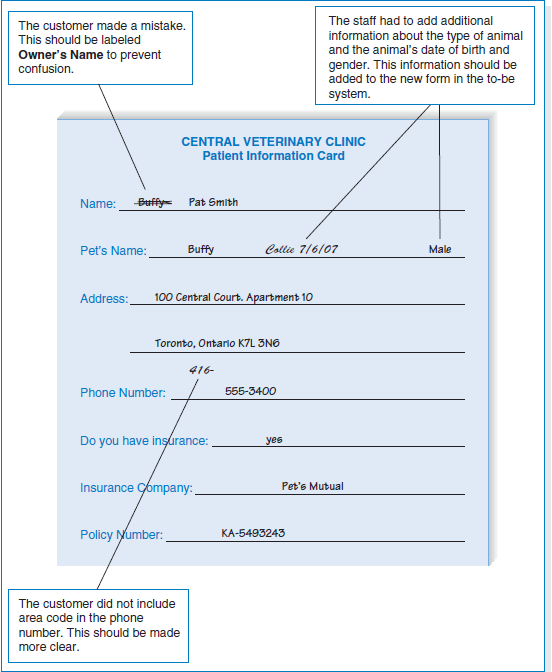 The customer made a mistake.
This should be labeled
Owner's Name to prevent
confusion.
The staff had to add additional
information about the type of animal
and the animal's date of birth and
gender. This information should be
added to the new form in the to-be
system.
CENTRAL VETERINARY CLINIC
Patient Information Card
Name: Buffy Pat Smith
Pet's Name: Buffy Collie 7/6/07 Male
Address: 100 Central Court. Apartment 10
Toronto, Ontario K7L 3N6
416-
Phone Number: 555-3400
Do you have insurance: yes
Insurance Company: Pet's Mutual
Policy Number: KA-5493243
The customer did not include
area code in the phone
number. This should be made
more clear.